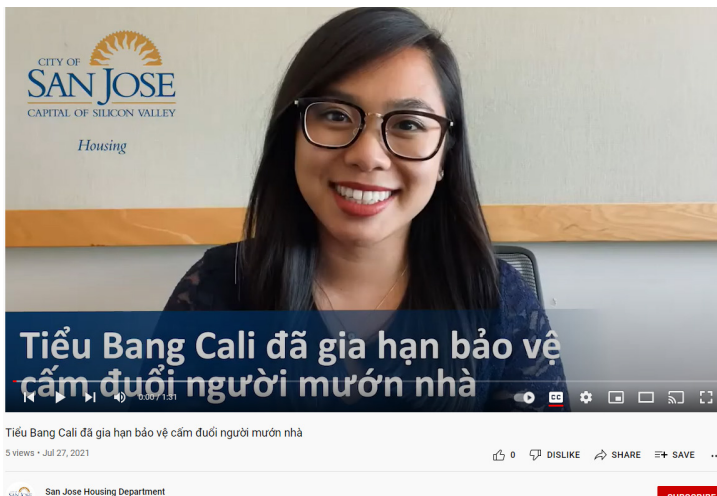 CITY OF
SAN JOSE
CAPITAL OF SILICON VALLEY
Housing
Tiểu Bang Cali đã gia hạn bảo vệ
cấm đuổi người mướn nhà
0:00 / 1:31
CC
Tiểu Bang Cali đã gia hạn bảo vệ cấm đuổi người mướn nhà
5 views • Jul 27, 2021
0 DISLIKE SHARE SAVE
San Jose Housing Department
SUBSCRIBE